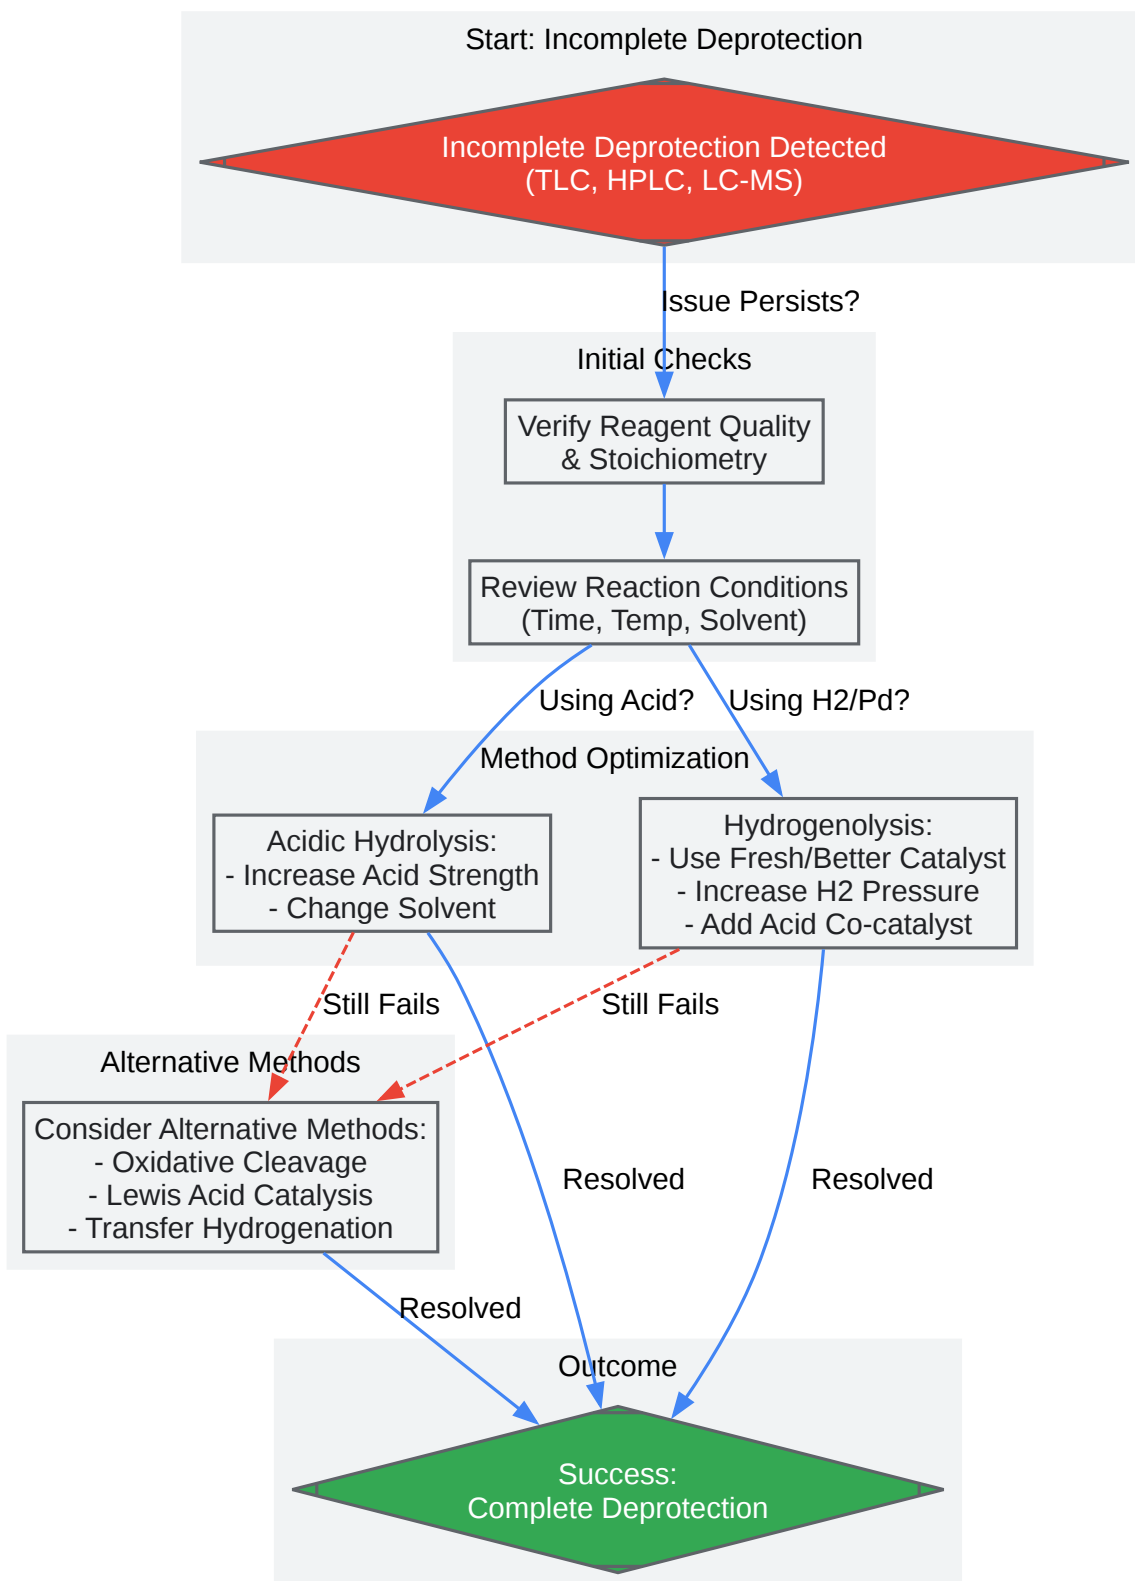 Start: Incomplete Deprotection
Incomplete Deprotection Detected
(TLC, HPLC, LC-MS)
Issue Persists?
Initial Checks
Verify Reagent Quality
& Stoichiometry
Review Reaction Conditions
(Time, Temp, Solvent)
Using Acid?
Using H2/Pd?
Method Optimization
Acidic Hydrolysis:
- Increase Acid Strength
- Change Solvent
Hydrogenolysis:
- Use Fresh/Better Catalyst
- Increase H2 Pressure
- Add Acid Co-catalyst
Still Fails
Still Fails
Alternative Methods
Consider Alternative Methods:
- Oxidative Cleavage
- Lewis Acid Catalysis
- Transfer Hydrogenation
Resolved
Resolved
Resolved
Outcome
Success:
Complete Deprotection